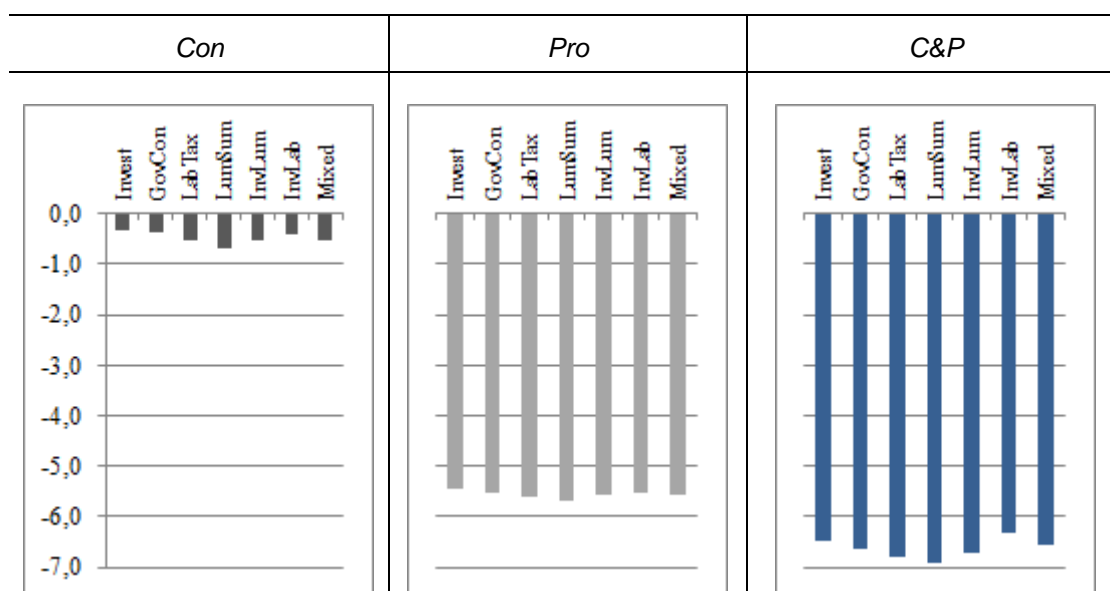 Con
Pro
C&P
Invest
GovCon
LabTax
LumSum
InvLum
InvLab
Mixed
Invest
GovCon
LabTax
LumSum
InvLum
InvLab
Mixed
Invest
GovCon
LabTax
LumSum
InvLum
InvLab
Mixed
0,0
-1,0
-2,0
-3,0
-4,0
-5,0
-6,0
-7,0